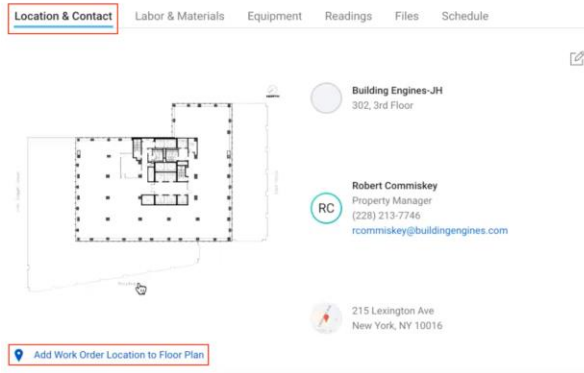 Location & Contact Labor & Materials Equipment Readings Files Schedule
Building Engines-JH
302, 3rd Floor
Robert Commiskey
RC
Property Manager
(228) 213-7746
rcommiskey@buildingengines.com
215 Lexington Ave
New York, NY 10016
Add Work Order Location to Floor Plan